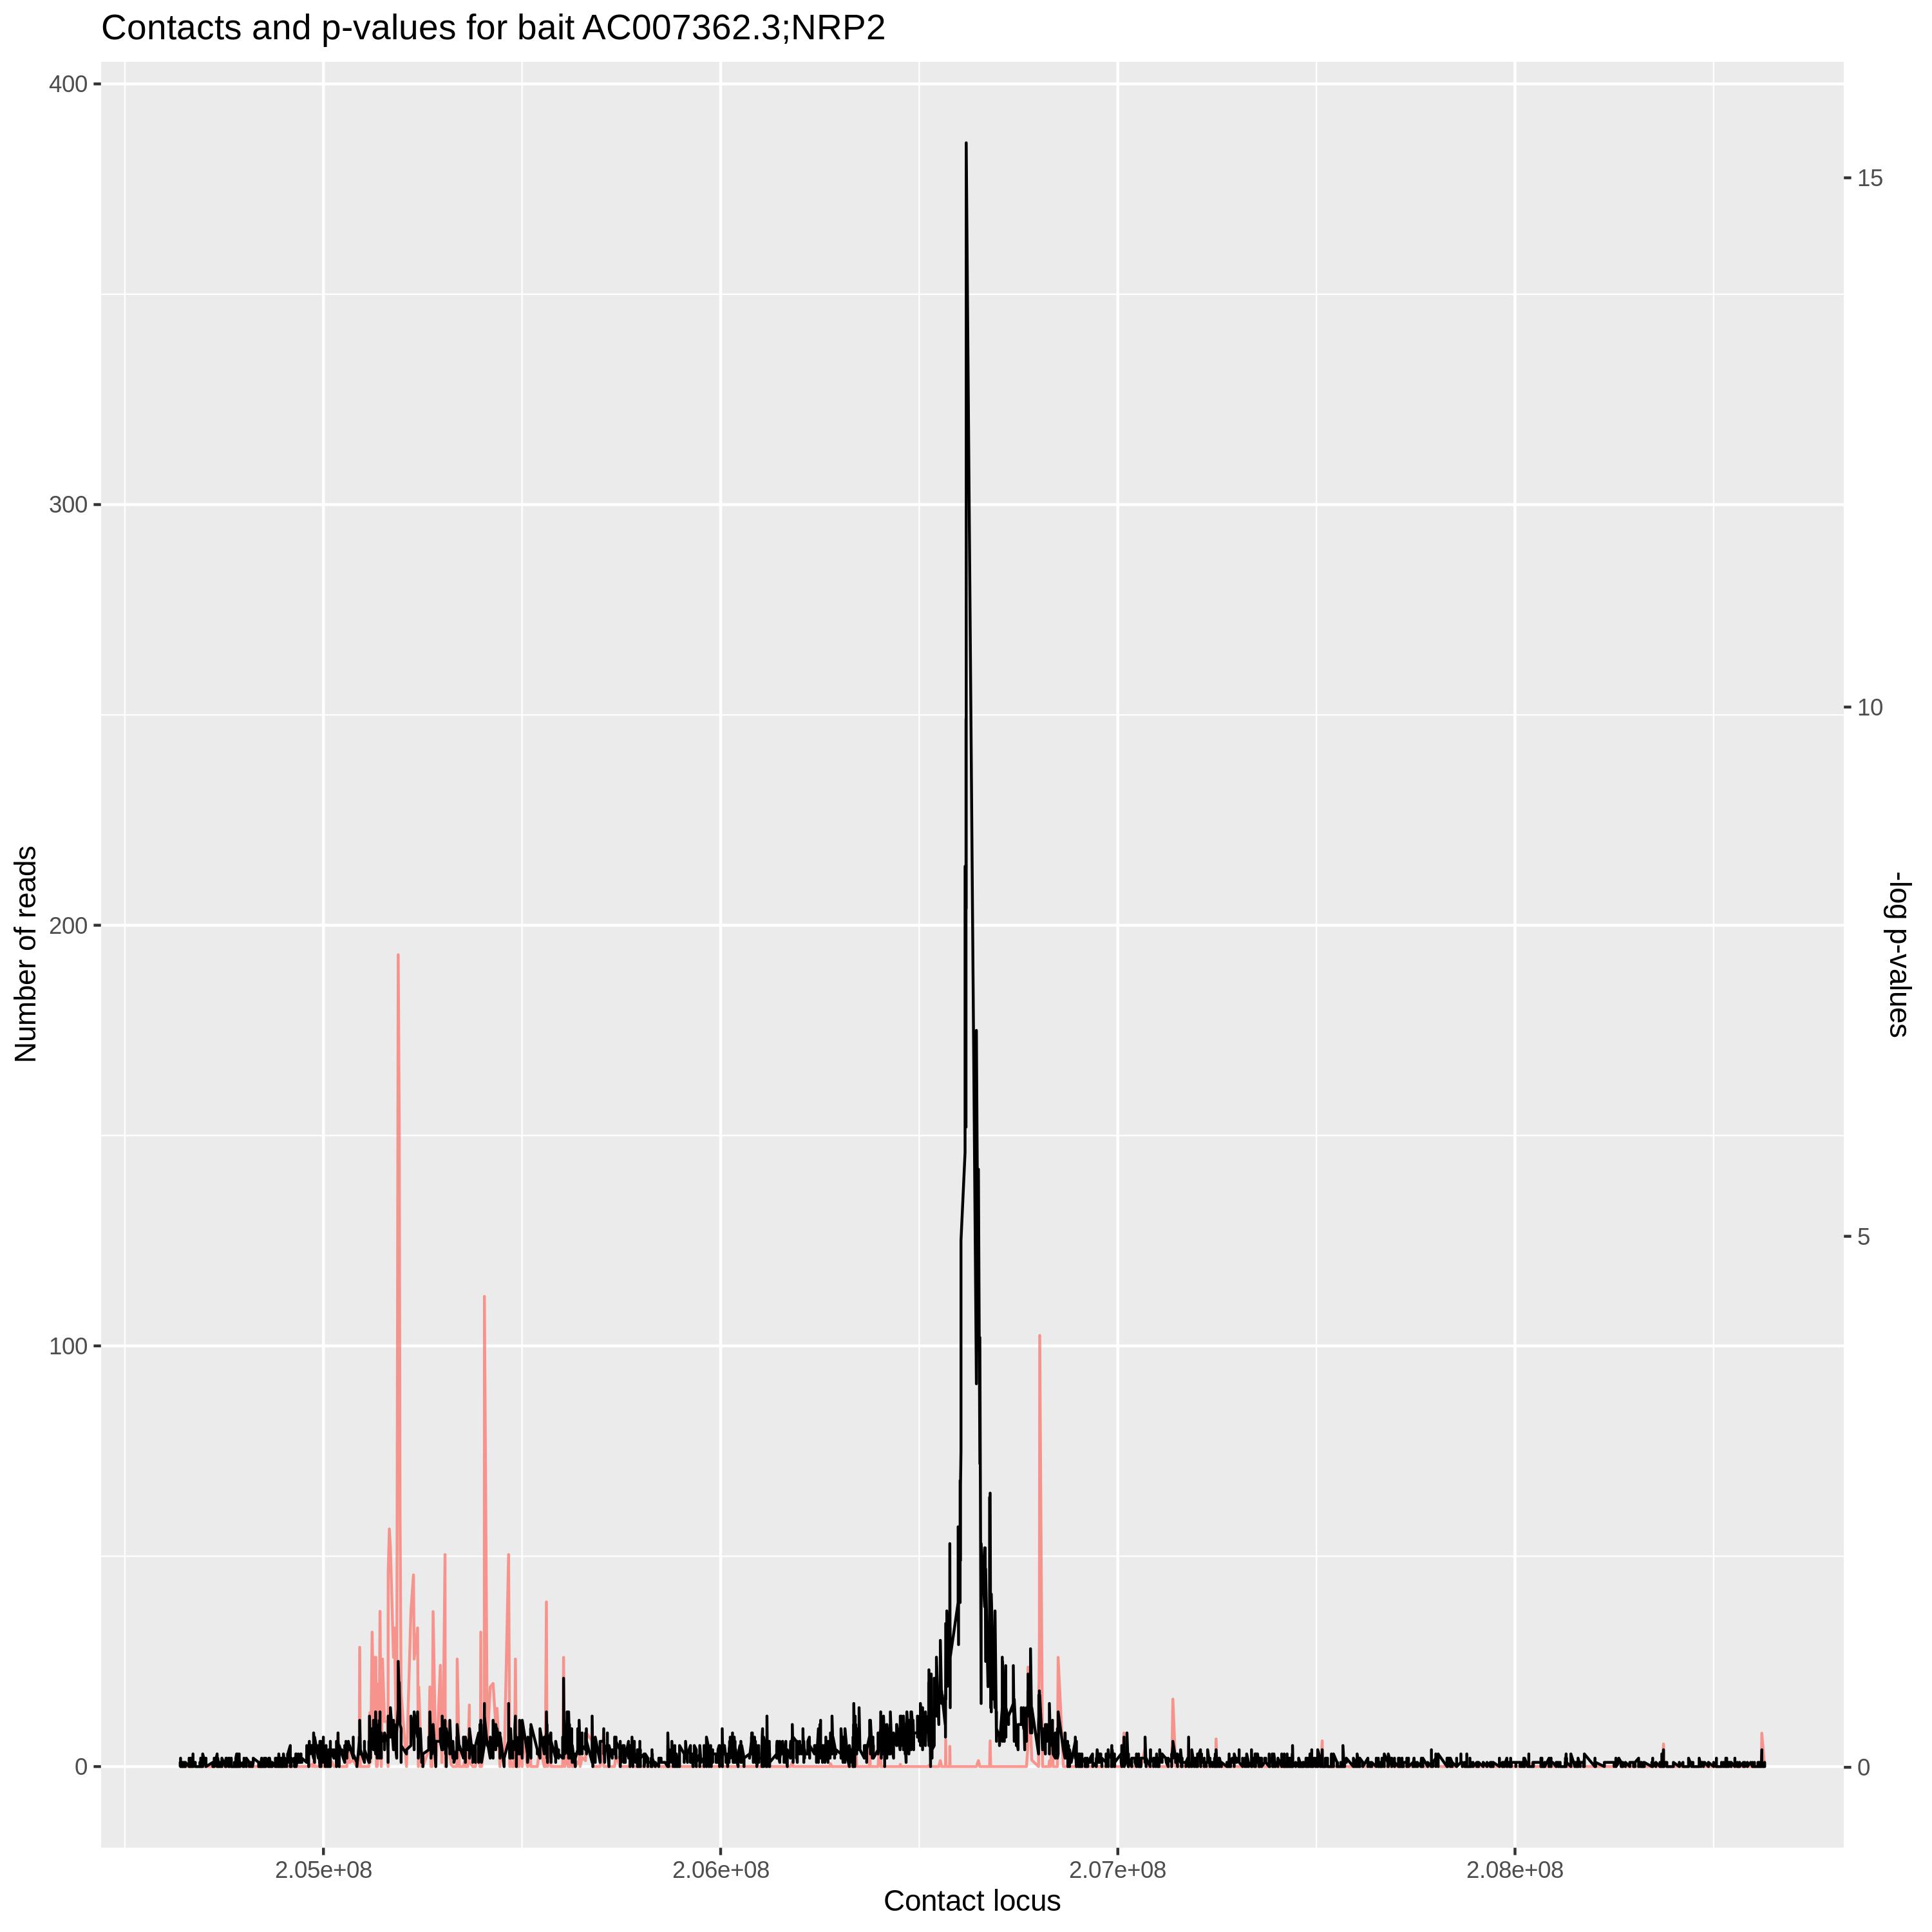 Contacts and p-values for bait AC007362.3;NRP2
400
300
200
100
0
15
10
5
0
Number of reads
-log p-values
2.05e+08
2.06e+08
2.07e+08
2.08e+08
Contact locus